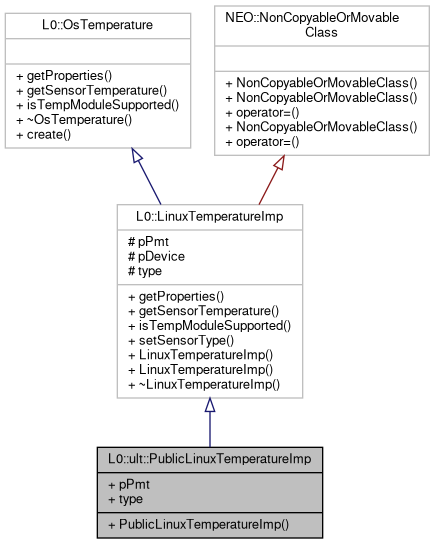 L0::OsTemperature
+ getProperties()
+ getSensorTemperature()
+ isTempModuleSupported()
+ ~OsTemperature()
+ create()
NEO::NonCopyableOrMovable
Class
+ NonCopyableOrMovableClass()
+ NonCopyableOrMovableClass()
+ operator=()
+ NonCopyableOrMovableClass()
+ operator=()
L0::LinuxTemperatureImp
# pPmt
# pDevice
# type
+ getProperties()
+ getSensorTemperature()
+ isTempModuleSupported()
+ setSensorType()
+ LinuxTemperatureImp()
+ LinuxTemperatureImp()
+ ~LinuxTemperatureImp()
L0::ult::PublicLinuxTemperatureImp
+ pPmt
+ type
+ PublicLinuxTemperatureImp()